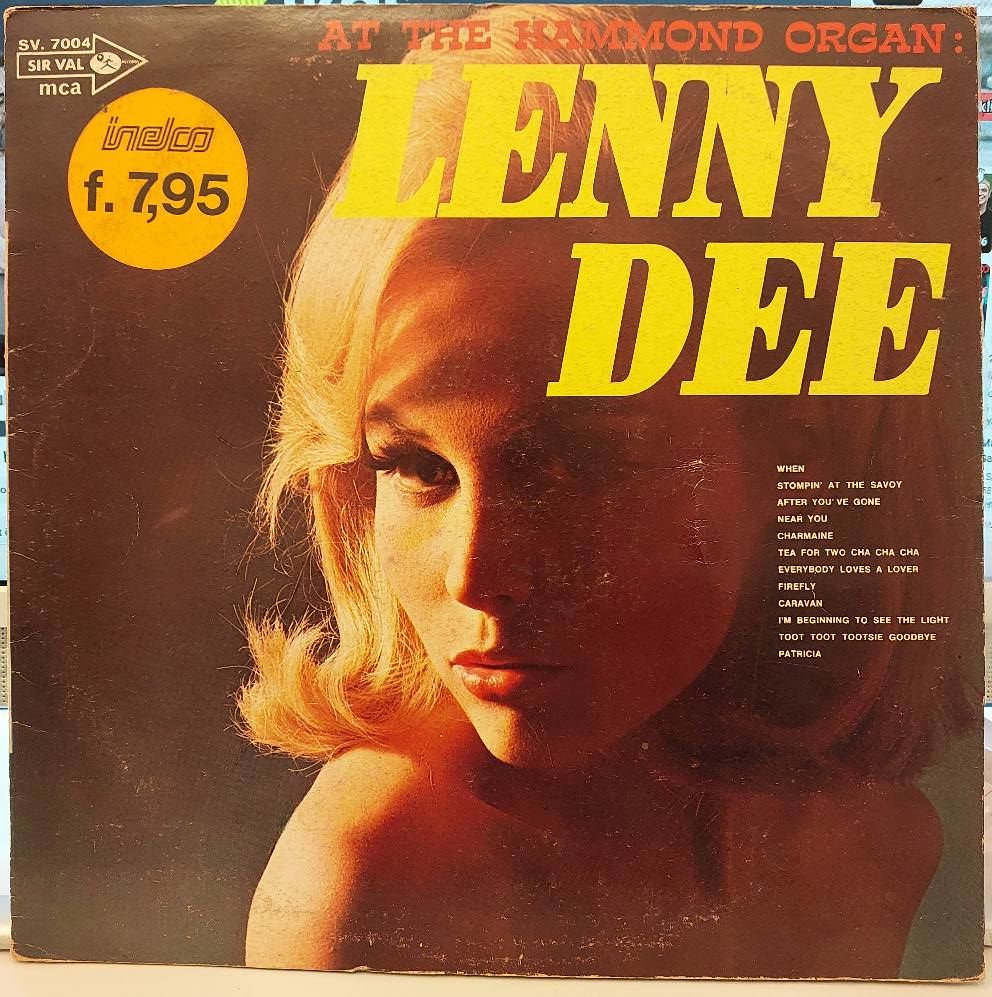 AT THE HAMMOND ORGAN:
SV. 7004
SIR VAL
mca
LENNY
DEE
indco
f. 7,95
WHEN
STOMPIN' AT THE SAVOY
AFTER YOU'VE GONE
NEAR YOU
CHARMAINE
TEA FOR TWO CHA CHA CHA
EVERYBODY LOVES A LOVER
FIREFLY
CARAVAN
I'M BEGINNING TO SEE THE LIGHT
TOOT TOOT TOOTSIE GOODBYE
PATRICIA